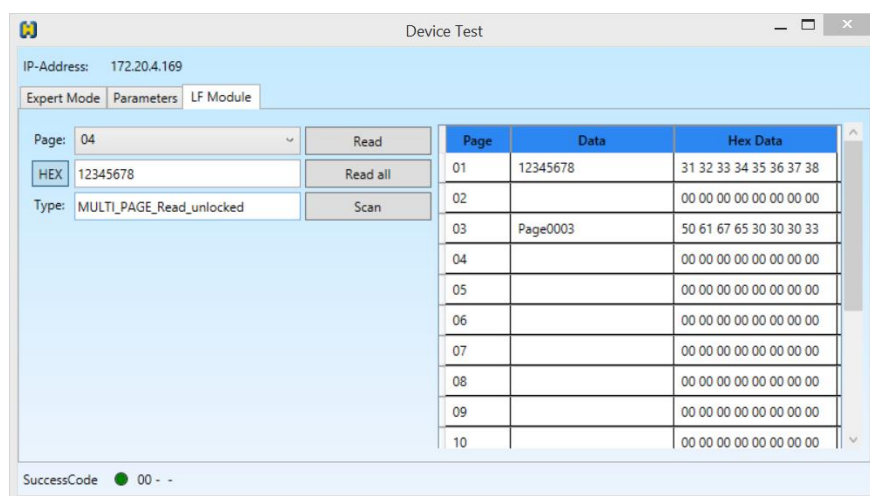 Device Test
IP-Address: 172.20.4.169
Expert Mode Parameters LF Module
Page: 04 Read
HEX 12345678 Read all
Type: MULTI_PAGE_Read_unlocked Scan
Page Data Hex Data
01 12345678 31 32 33 34 35 36 37 38
02 00 00 00 00 00 00 00 00
03 Page0003 50 61 67 65 30 30 30 33
04 00 00 00 00 00 00 00 00
05 00 00 00 00 00 00 00 00
06 00 00 00 00 00 00 00 00
07 00 00 00 00 00 00 00 00
08 00 00 00 00 00 00 00 00
09 00 00 00 00 00 00 00 00
10 00 00 00 00 00 00 00 00
SuccessCode 00 - -